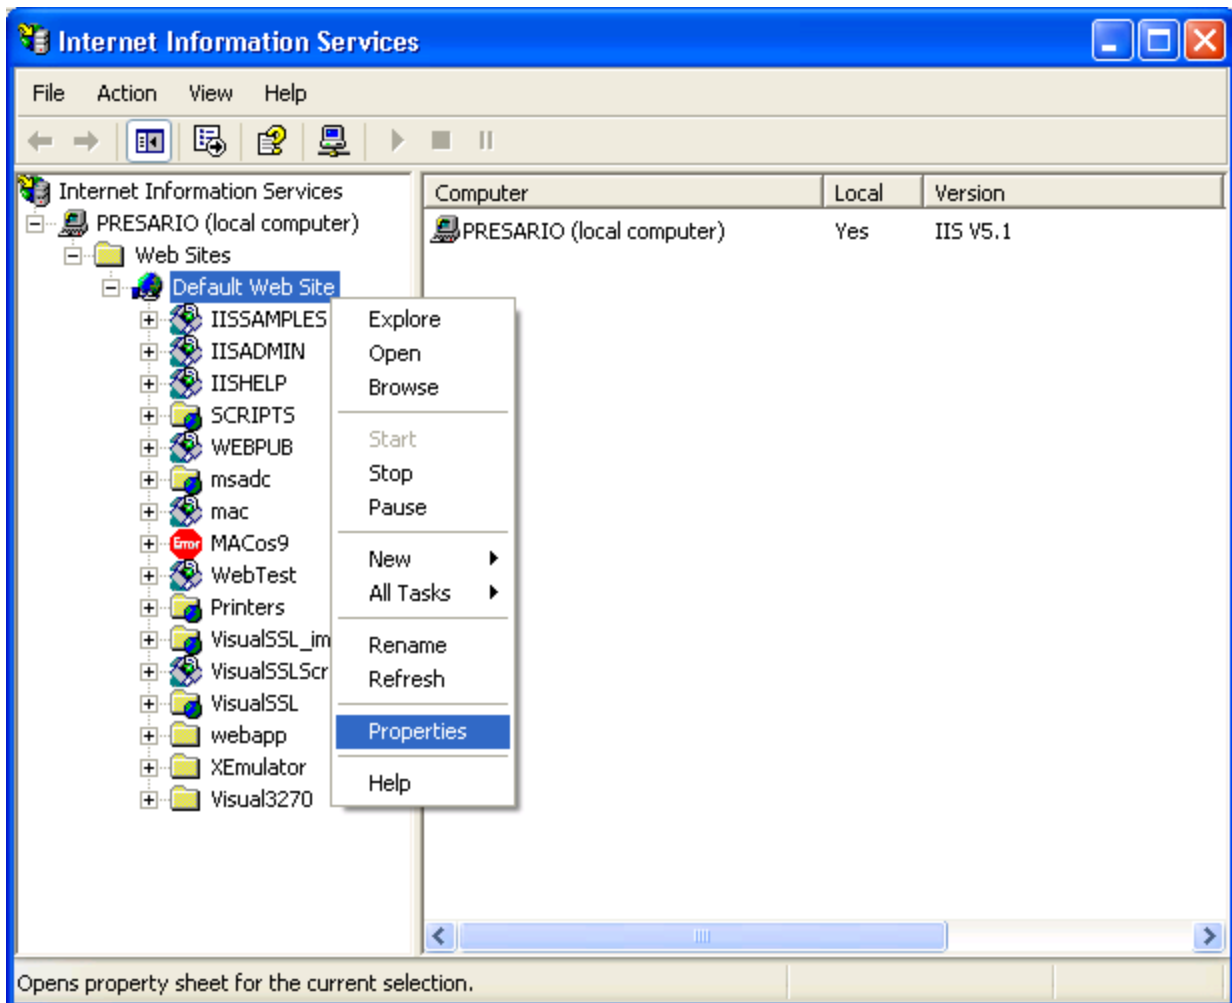 Internet Information Services
File Action View Help
Internet Information Services
PRESARIO (local computer)
Web Sites
Default Web Site
IISSAMPLES
IISADMIN
IISHELP
SCRIPTS
WEBPUB
msadc
mac
Error MACos9
WebTest
Printers
VisualSSL_im
VisualSSLScr
VisualSSL
webapp
XEmulator
Visual3270
Explore
Open
Browse
Start
Stop
Pause
New
All Tasks
Rename
Refresh
Properties
Help
Computer Local Version
PRESARIO (local computer) Yes IIS V5.1
Opens property sheet for the current selection.